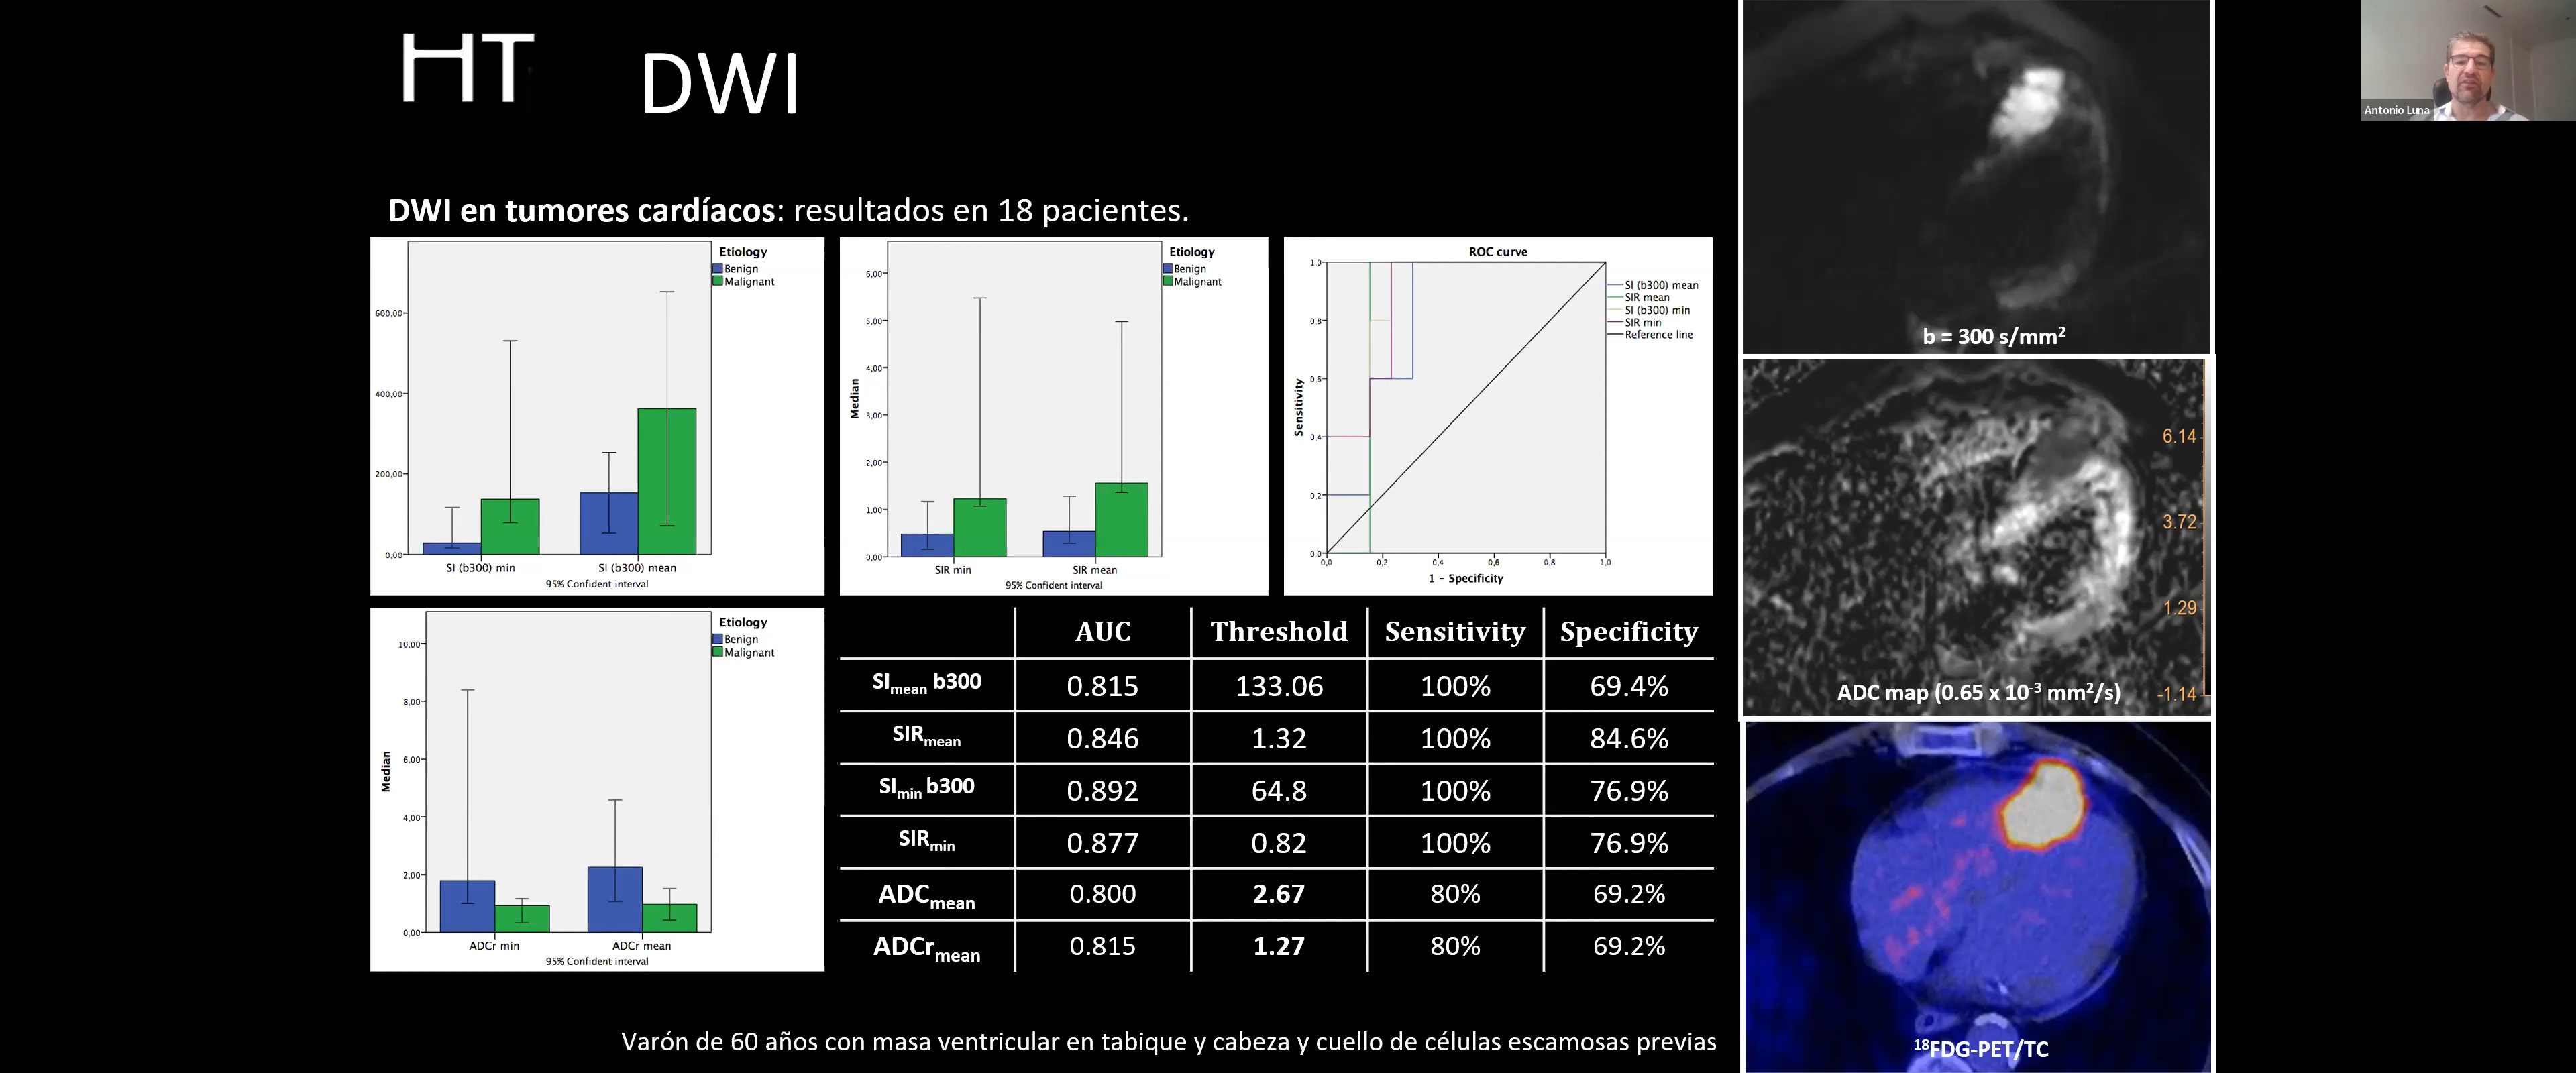 HT DWI
Antonio Luna
DWI en tumores cardíacos: resultados en 18 pacientes.
Etiology
Benign
Malignant
600,00
400,00
200,00
0,00
SI (b300) min SI (b300) mean
95% Confident interval
Etiology
Benign
Malignant
Median
6,00
5,00
4,00
3,00
2,00
1,00
0,00
SIR min SIR mean
95% Confident interval
ROC curve
SI (b300) mean
SIR mean
SI (b300) min
SIR min
Reference line
Sensitivity
1,0
0,8
0,6
0,4
0,2
0,0
0,0 0,2 0,4 0,6 0,8 1,0
1 - Specificity
Etiology
Benign
Malignant
Median
10,00
8,00
6,00
4,00
2,00
0,00
ADCr min ADCr mean
95% Confident interval
AUC Threshold Sensitivity Specificity
SImean b300 0.815 133.06 100% 69.4%
SIRmean 0.846 1.32 100% 84.6%
SImin b300 0.892 64.8 100% 76.9%
SIRmin 0.877 0.82 100% 76.9%
ADCmean 0.800 2.67 80% 69.2%
ADCrmean 0.815 1.27 80% 69.2%
b = 300 s/mm²
6.14
3.72
1.29
-1.14
ADC map (0.65 x 10⁻³ mm²/s)
¹⁸FDG-PET/TC
Varón de 60 años con masa ventricular en tabique y cabeza y cuello de células escamosas previas